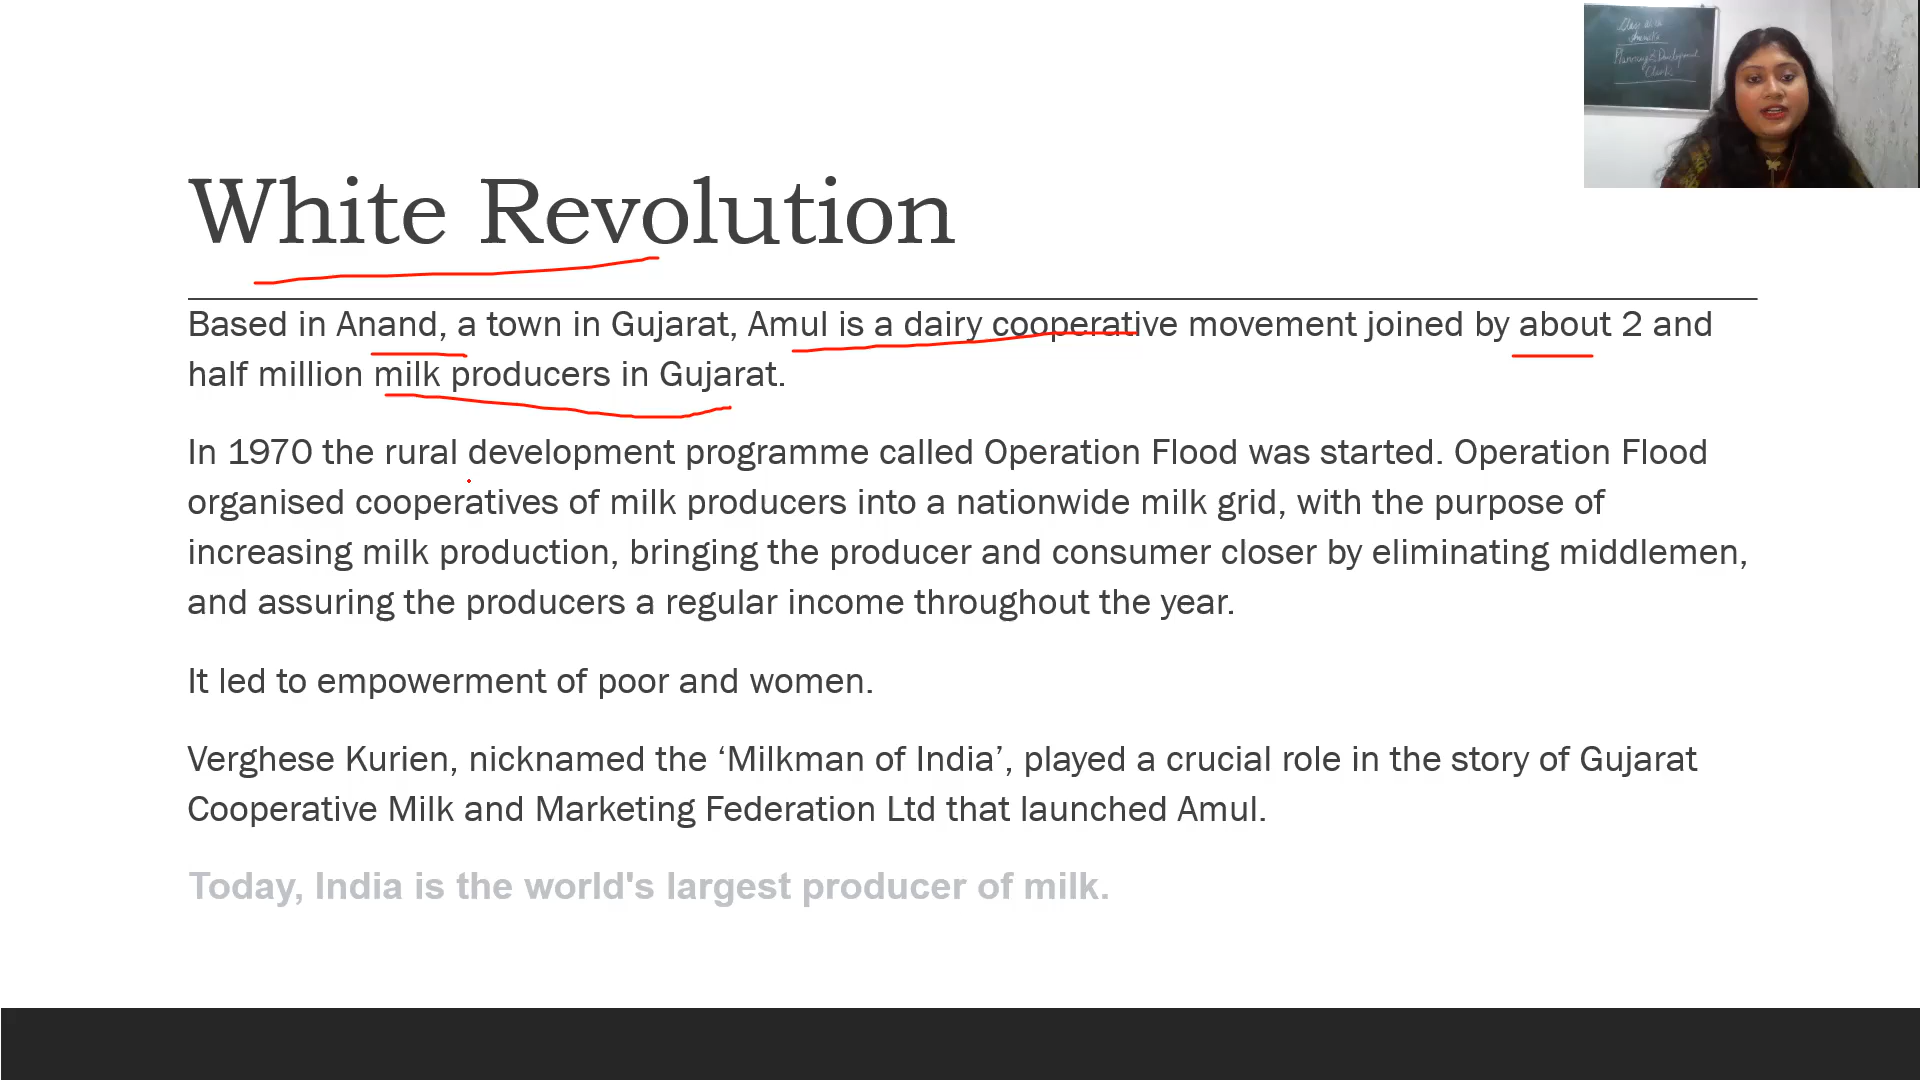 White Revolution
Based in Anand, a town in Gujarat, Amul is a dairy cooperative movement joined by about 2 and
half million milk producers in Gujarat.
In 1970 the rural development programme called Operation Flood was started. Operation Flood
organised cooperatives of milk producers into a nationwide milk grid, with the purpose of
increasing milk production, bringing the producer and consumer closer by eliminating middlemen,
and assuring the producers a regular income throughout the year.
It led to empowerment of poor and women.
Verghese Kurien, nicknamed the ‘Milkman of India’, played a crucial role in the story of Gujarat
Cooperative Milk and Marketing Federation Ltd that launched Amul.
Today, India is the world's largest producer of milk.